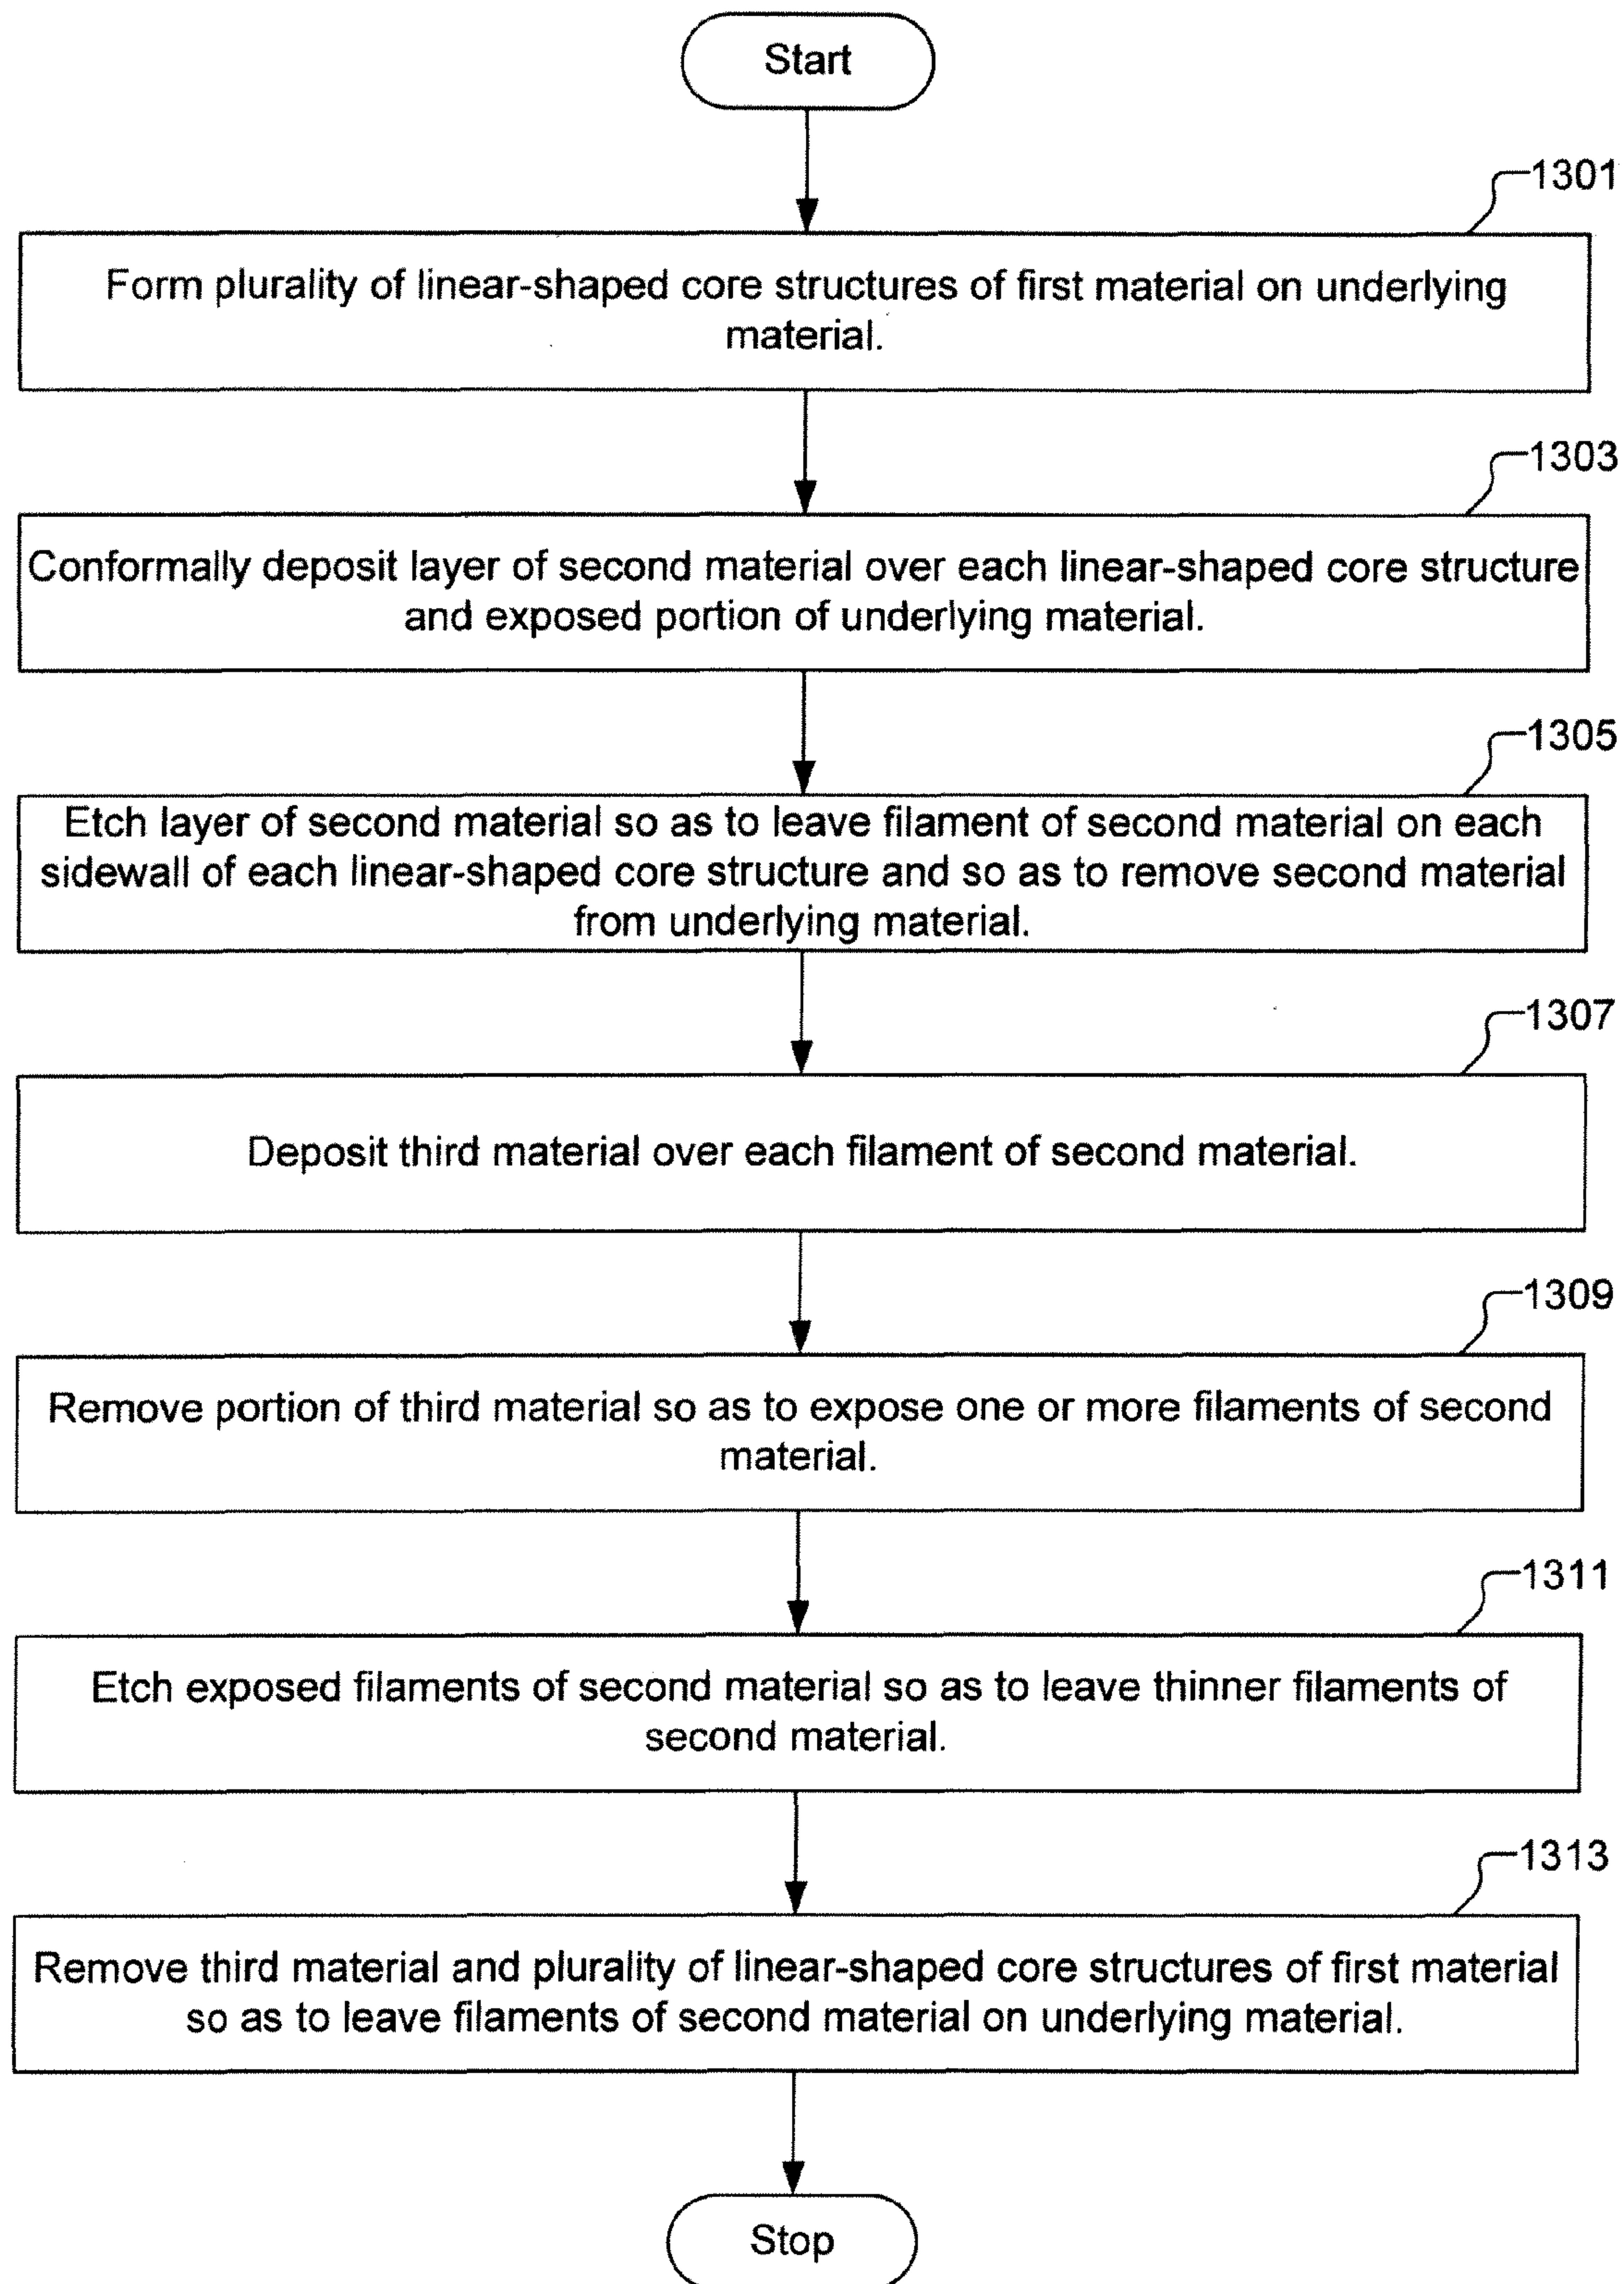 Start
1301
Form plurality of linear-shaped core structures of first material on underlying
material.
1303
Conformally deposit layer of second material over each linear-shaped core structure
and exposed portion of underlying material.
1305
Etch layer of second material so as to leave filament of second material on each
sidewall of each linear-shaped core structure and so as to remove second material
from underlying material.
1307
Deposit third material over each filament of second material.
1309
Remove portion of third material so as to expose one or more filaments of second
material.
1311
Etch exposed filaments of second material so as to leave thinner filaments of
second material.
1313
Remove third material and plurality of linear-shaped core structures of first material
so as to leave filaments of second material on underlying material.
Stop